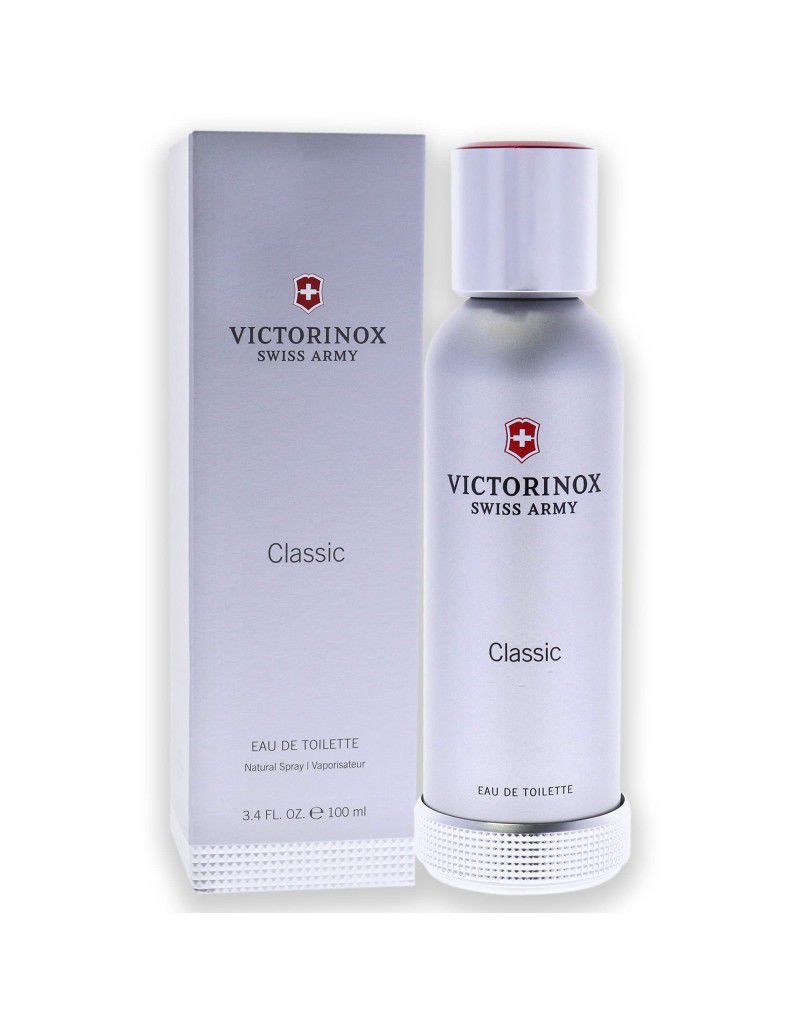 VICTORINOX
SWISS ARMY
Classic
EAU DE TOILETTE
Natural Spray | Vaporisateur
3.4 FL. OZ. ℮ 100 ml
VICTORINOX
SWISS ARMY
Classic
EAU DE TOILETTE